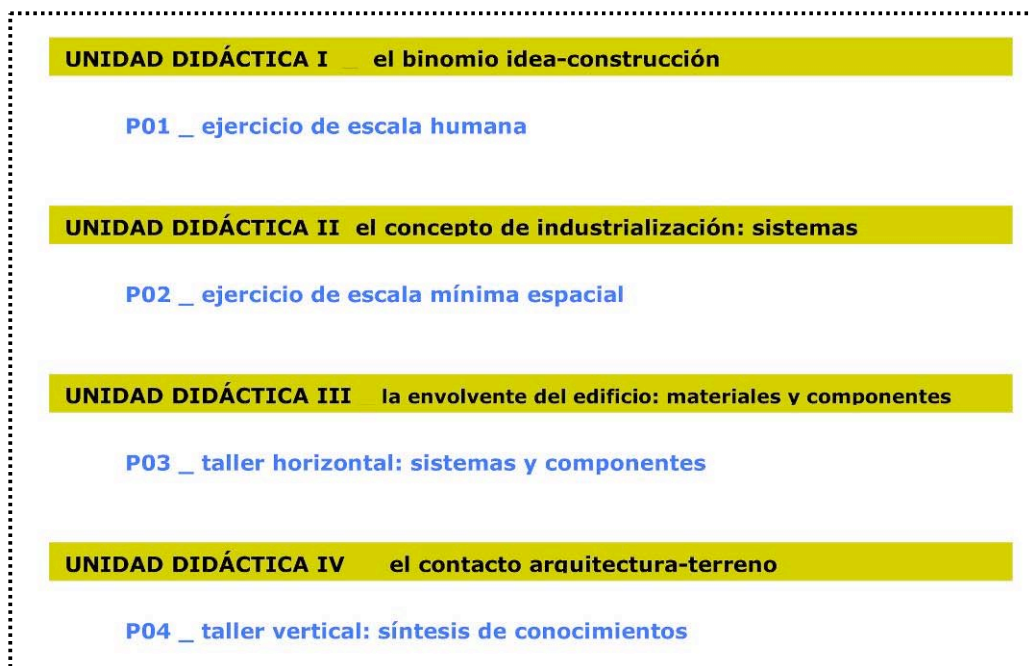 UNIDAD DIDÁCTICA I _ el binomio idea-construcción
P01 _ ejercicio de escala humana
UNIDAD DIDÁCTICA II el concepto de industrialización: sistemas
P02 _ ejercicio de escala mínima espacial
UNIDAD DIDÁCTICA III _ la envolvente del edificio: materiales y componentes
P03 _ taller horizontal: sistemas y componentes
UNIDAD DIDÁCTICA IV el contacto arquitectura-terreno
P04 _ taller vertical: síntesis de conocimientos